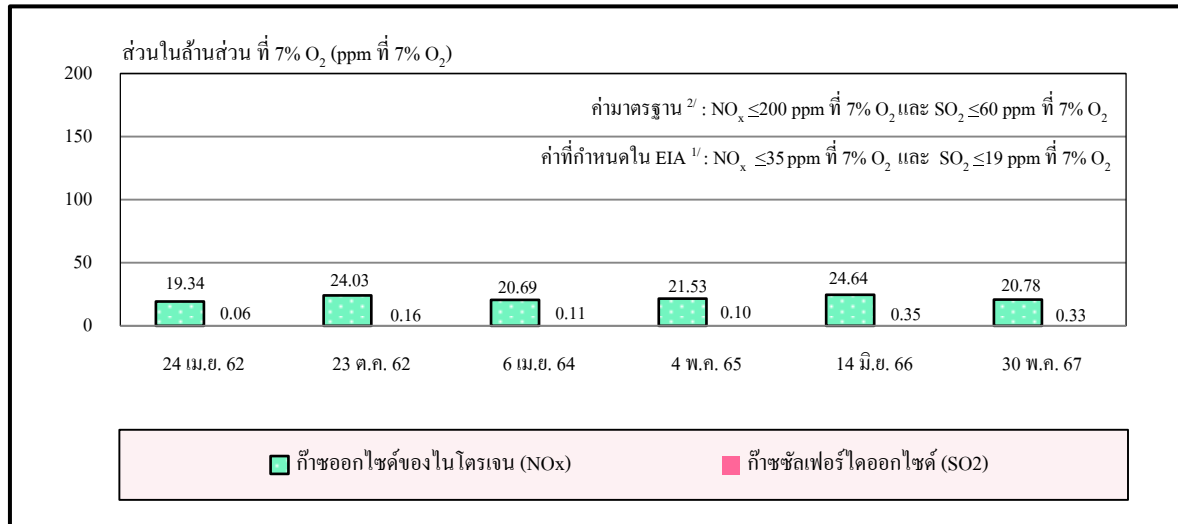 ส่วนในล้านส่วน ที่ 7% O2 (ppm ที่ 7% O2)
200
ค่ามาตรฐาน 2/ : NOx ≤200 ppm ที่ 7% O2 และ SO2 ≤60 ppm ที่ 7% O2
150
ค่าที่กำหนดใน EIA 1/ : NOx ≤35 ppm ที่ 7% O2 และ SO2 ≤19 ppm ที่ 7% O2
100
50
19.34 0.06 24.03 0.16 20.69 0.11 21.53 0.10 24.64 0.35 20.78 0.33
0
24 เม.ย. 62 23 ต.ค. 62 6 เม.ย. 64 4 พ.ค. 65 14 มิ.ย. 66 30 พ.ค. 67
ก๊าซออกไซด์ของไนโตรเจน (NOx) ก๊าซซัลเฟอร์ไดออกไซด์ (SO2)